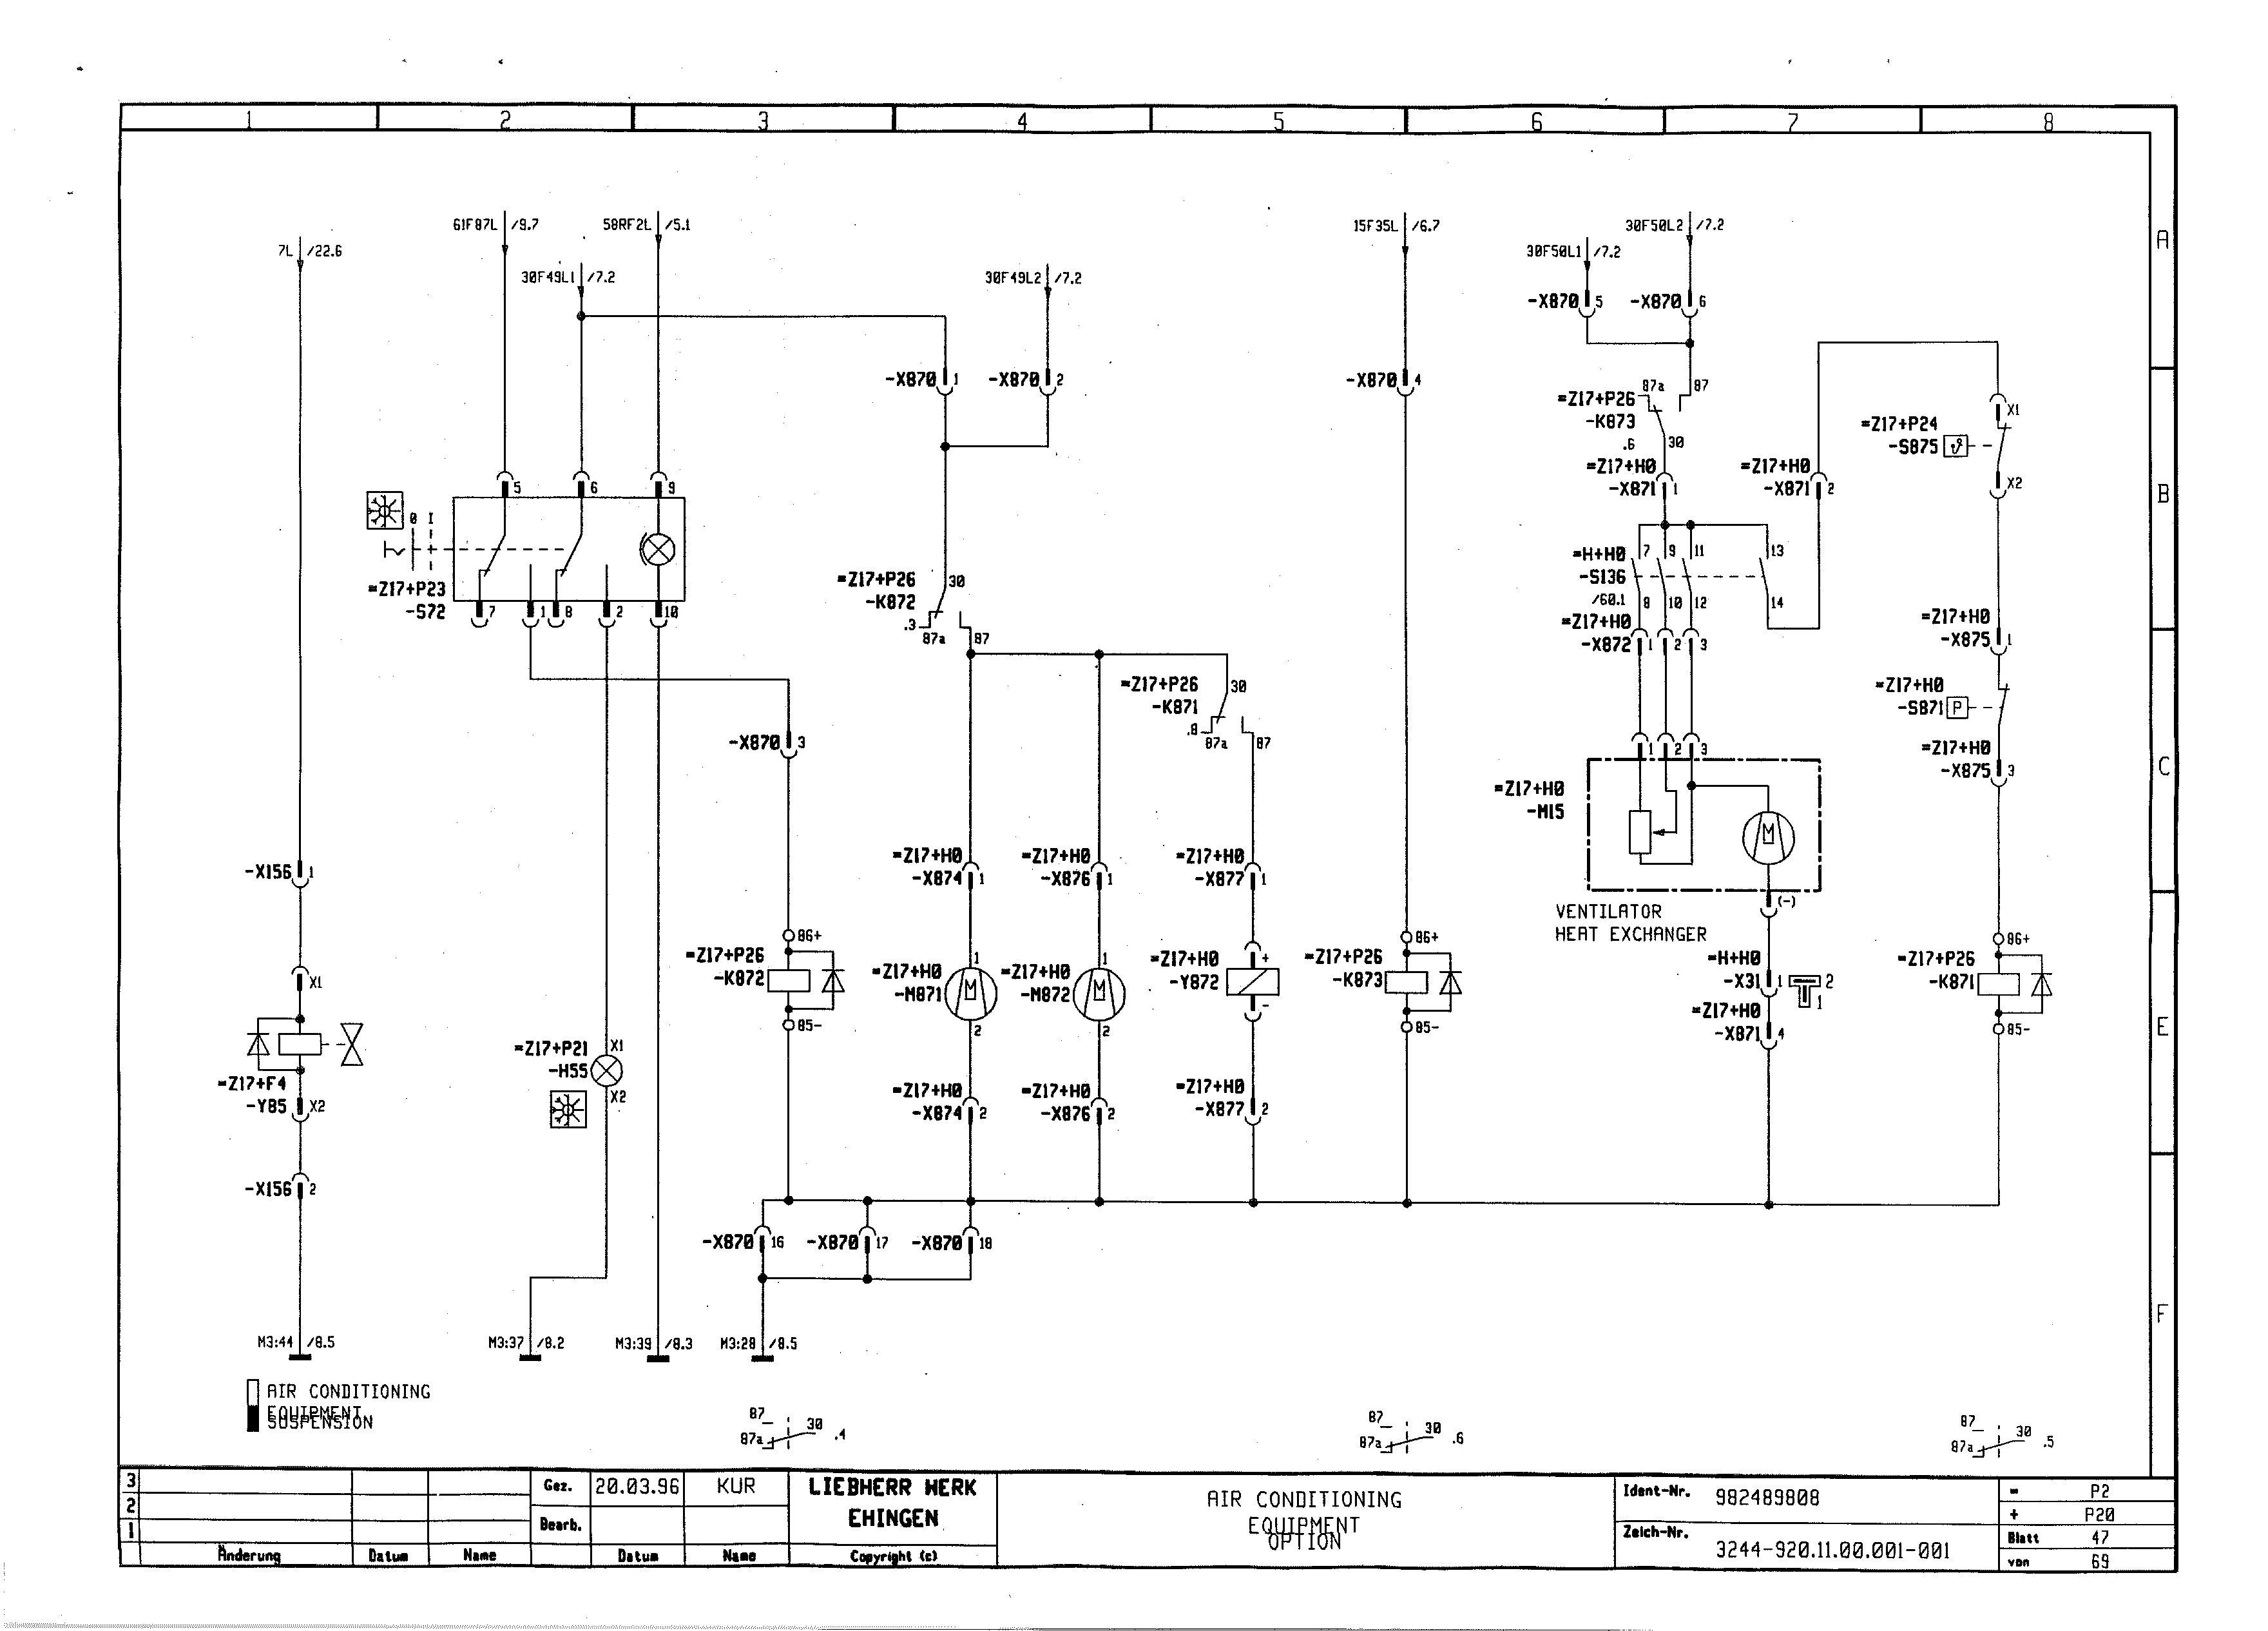 1 2 3 4 5 6 7 8
61F87L /9.7
58RF2L /5.1
15F35L /6.7
30F50L2 /7.2
A
7L /22.6
30F49L1 /7.2
30F49L2 /7.2
30F50L1 /7.2
-X870 5
-X870 6
-X870 1
-X870 2
-X870 4
87a 87
=Z17+P26
-K873
.6 30
X1
=Z17+P24
-S875 ϑ
X2
=Z17+H0
-X871 1
=Z17+H0
-X871 2
B
5 6 9
0 I
=Z17+P23
-S72
7 1 8 2 10
=Z17+P26 30
-K872
.3 87a 87
=H+H0 7 9 11 13
-S136
/60.1 8 10 12 14
=Z17+H0
-X872 1 2 3
=Z17+H0
-X875 1
=Z17+P26 30
-K871
.8 87a 87
=Z17+H0
-S871 P
=Z17+H0
-X875 3
C
-X870 3
1 2 3
=Z17+H0
-M15
M
(-)
VENTILATOR
HEAT EXCHANGER
-X156 1
=Z17+H0
-X874 1
=Z17+H0
-X876 1
=Z17+H0
-X877 1
86+
=Z17+P26
-K872
85-
1
=Z17+H0
-M871 M
2
1
=Z17+H0
-M872 M
2
=Z17+H0 +
-Y872
-
86+
=Z17+P26
-K873
85-
=H+H0
-X31 1 2
1
=Z17+H0
-X871 4
86+
=Z17+P26
-K871
85-
E
X1
=Z17+F4
-Y85 X2
=Z17+P21 X1
-H55
X2
=Z17+H0
-X874 2
=Z17+H0
-X876 2
=Z17+H0
-X877 2
-X156 2
-X870 16
-X870 17
-X870 18
F
M3:44 /8.5
M3:37 /8.2
M3:39 /8.3
M3:28 /8.5
AIR CONDITIONING
EQUIPMENT
SUSPENSION
87 30
87a .4
87 30
87a .6
87 30
87a .5
3
2
1
Änderung Datum Name
Gez. 20.03.96 KUR
Bearb.
Datum Name
LIEBHERR WERK
EHINGEN
Copyright (c)
AIR CONDITIONING
EQUIPMENT
OPTION
Ident-Nr. 982489808
Zeich-Nr. 3244-920.11.00.001-001
= P2
+ P20
Blatt 47
von 69